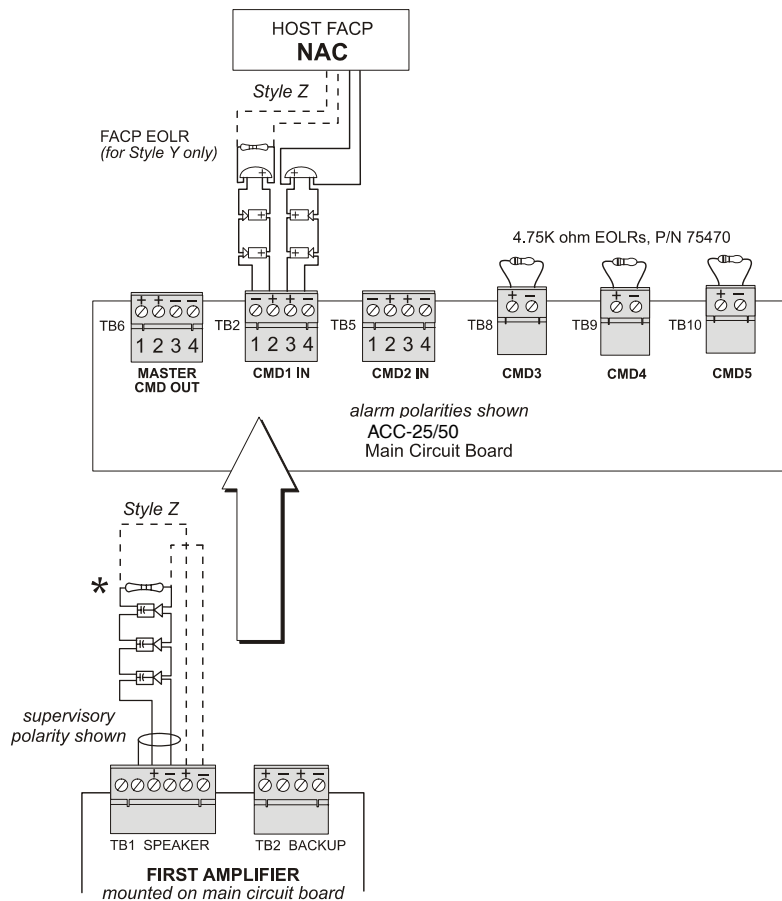 HOST FACP
NAC
Style Z
FACP EOLR
(for Style Y only)
4.75K ohm EOLRs, P/N 75470
+ + − −
TB6
1 2 3 4
MASTER
CMD OUT
− + + −
TB2
1 2 3 4
CMD1 IN
− + + −
TB5
1 2 3 4
CMD2 IN
+ −
TB8
CMD3
+ −
TB9
CMD4
+ −
TB10
CMD5
alarm polarities shown
ACC-25/50
Main Circuit Board
Style Z
*
supervisory
polarity shown
+ − + −
TB1 SPEAKER
+ − + −
TB2 BACKUP
FIRST AMPLIFIER
mounted on main circuit board